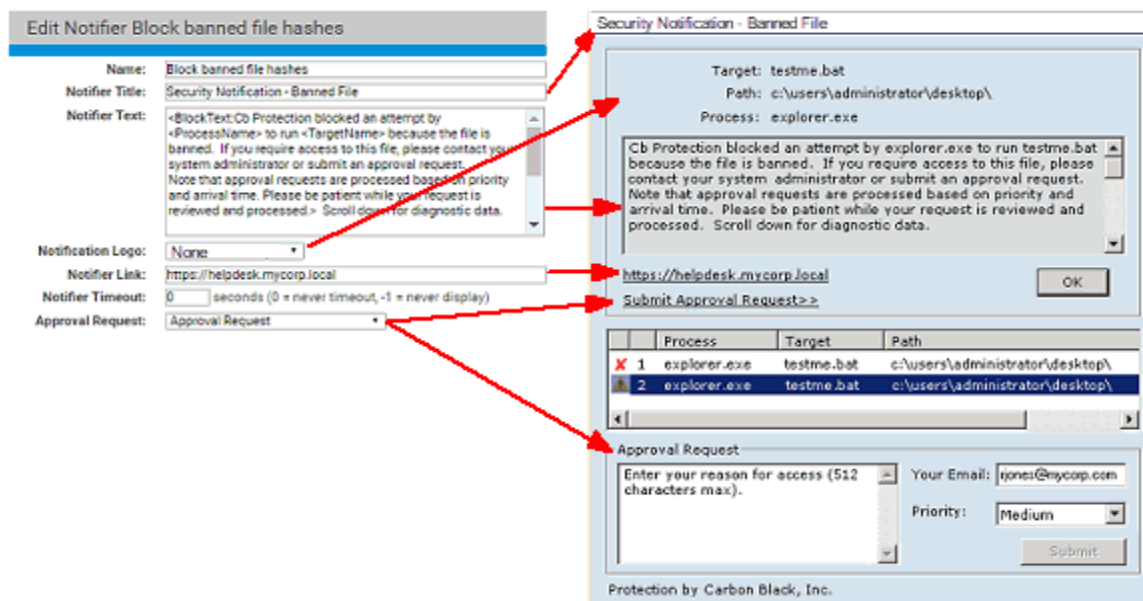 Edit Notifier Block banned file hashes
Name: Block banned file hashes
Notifier Title: Security Notification - Banned File
Notifier Text: <BlockText:Cb Protection blocked an attempt by
<ProcessName> to run <TargetName> because the file is
banned. If you require access to this file, please contact your
system administrator or submit an approval request.
Note that approval requests are processed based on priority
and arrival time. Please be patient while your request is
reviewed and processed.> Scroll down for diagnostic data.
Notification Logo: None
Notifier Link: https://helpdesk.mycorp.local
Notifier Timeout: 0 seconds (0 = never timeout, -1 = never display)
Approval Request: Approval Request
Security Notification - Banned File
Target: testme.bat
Path: c:\users\administrator\desktop\
Process: explorer.exe
Cb Protection blocked an attempt by explorer.exe to run testme.bat
because the file is banned. If you require access to this file, please
contact your system administrator or submit an approval request.
Note that approval requests are processed based on priority and
arrival time. Please be patient while your request is reviewed and
processed. Scroll down for diagnostic data.
https://helpdesk.mycorp.local
OK
Submit Approval Request>>
Process Target Path
1 explorer.exe testme.bat c:\users\administrator\desktop\
2 explorer.exe testme.bat c:\users\administrator\desktop\
Approval Request
Enter your reason for access (512
characters max).
Your Email: rjones@mycorp.com
Priority: Medium
Submit
Protection by Carbon Black, Inc.